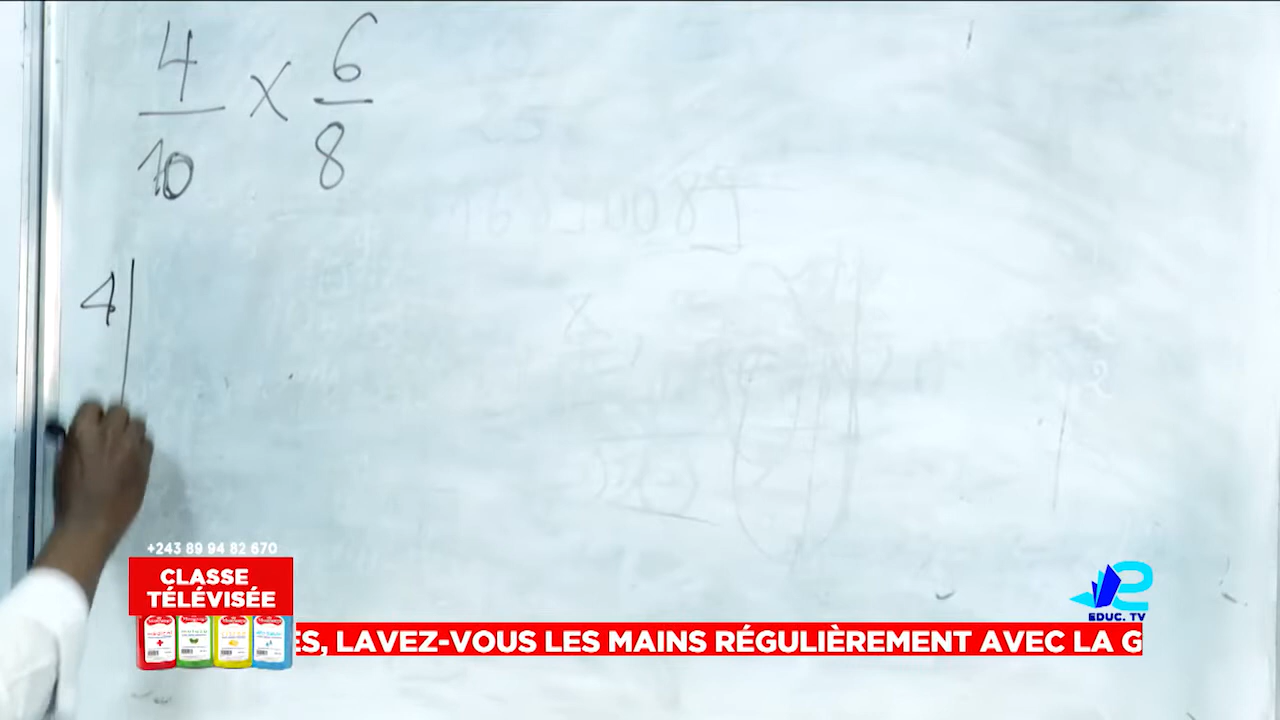 4/10 × 6/8
4|
+243 89 94 82 670
CLASSE
TÉLÉVISÉE
EDUC. TV
ES, LAVEZ-VOUS LES MAINS RÉGULIÈREMENT AVEC LA G